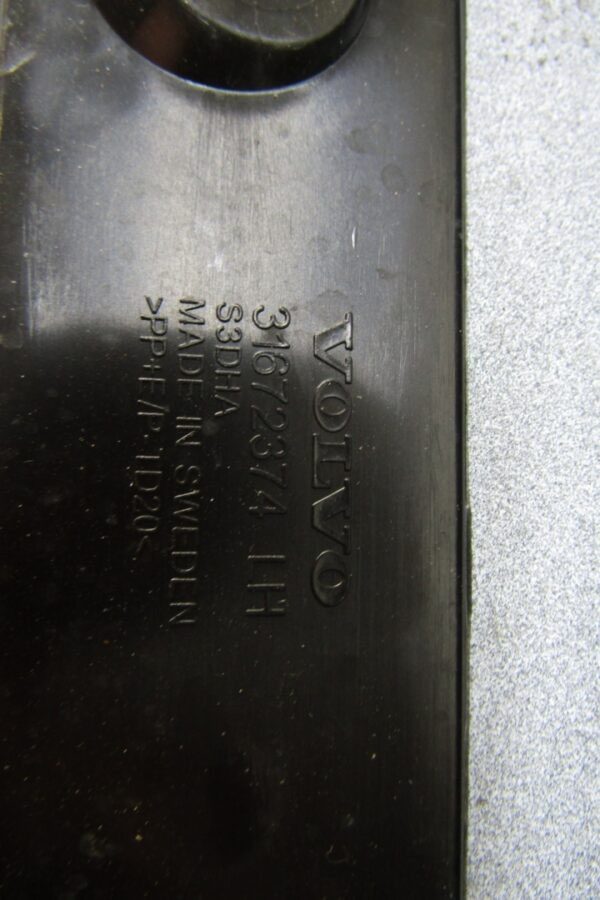 VOLVO
31672374 LH
S3DHA
MADE IN SWEDEN
>PP+E/P-TD20<